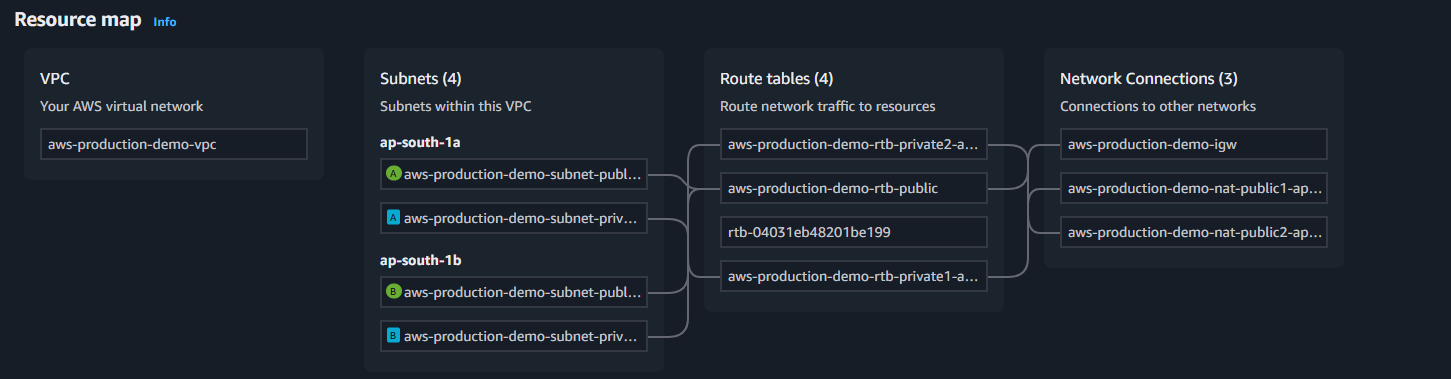 Resource map Info
VPC
Your AWS virtual network
aws-production-demo-vpc
Subnets (4)
Subnets within this VPC
ap-south-1a
A aws-production-demo-subnet-publ...
A aws-production-demo-subnet-priv...
ap-south-1b
B aws-production-demo-subnet-publ...
B aws-production-demo-subnet-priv...
Route tables (4)
Route network traffic to resources
aws-production-demo-rtb-private2-a...
aws-production-demo-rtb-public
rtb-04031eb48201be199
aws-production-demo-rtb-private1-a...
Network Connections (3)
Connections to other networks
aws-production-demo-igw
aws-production-demo-nat-public1-ap...
aws-production-demo-nat-public2-ap...